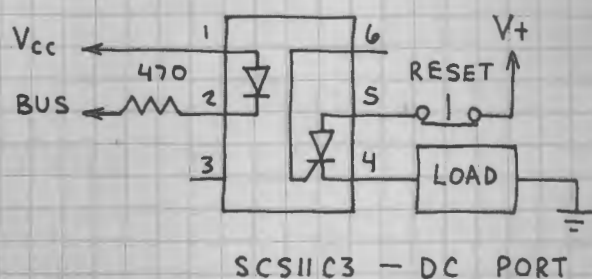 Vcc
1
6
V+
470
RESET
BUS
2
5
3
4
LOAD
SCS11C3 — DC PORT